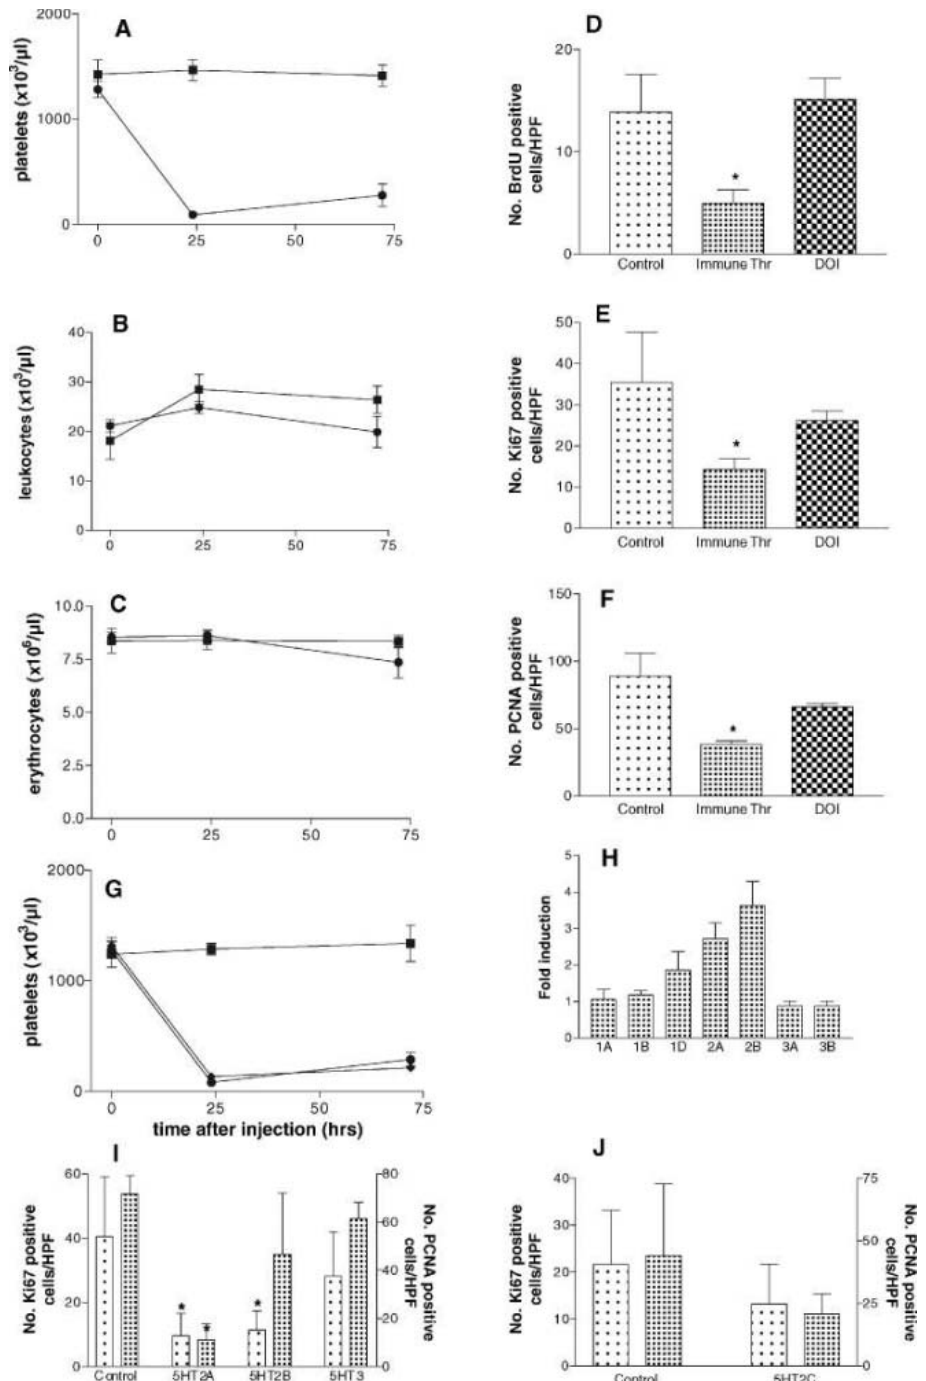 A
platelets (x10³/µl)
2000
1000
0
0 25 50 75
D
No. BrdU positive
cells/HPF
20
10
0
*
Control Immune Thr DOI
B
leukocytes (x10³/µl)
40
30
20
10
0
0 25 50 75
E
No. Ki67 positive
cells/HPF
50
40
30
20
10
0
*
Control Immune Thr DOI
C
erythrocytes (x10⁶/µl)
10.0
7.5
5.0
2.5
0.0
0 25 50 75
F
No. PCNA positive
cells/HPF
150
100
50
0
*
Control Immune Thr DOI
G
platelets (x10³/µl)
2000
1000
0
0 25 50 75
time after injection (hrs)
H
Fold induction
5
4
3
2
1
0
1A 1B 1D 2A 2B 3A 3B
I
No. Ki67 positive
cells/HPF
60
40
20
0
* * *
80
60
40
20
0
No. PCNA positive
cells/HPF
Control 5HT2A 5HT2B 5HT3
J
No. Ki67 positive
cells/HPF
40
30
20
10
0
75
50
25
0
No. PCNA positive
cells/HPF
Control 5HT2C